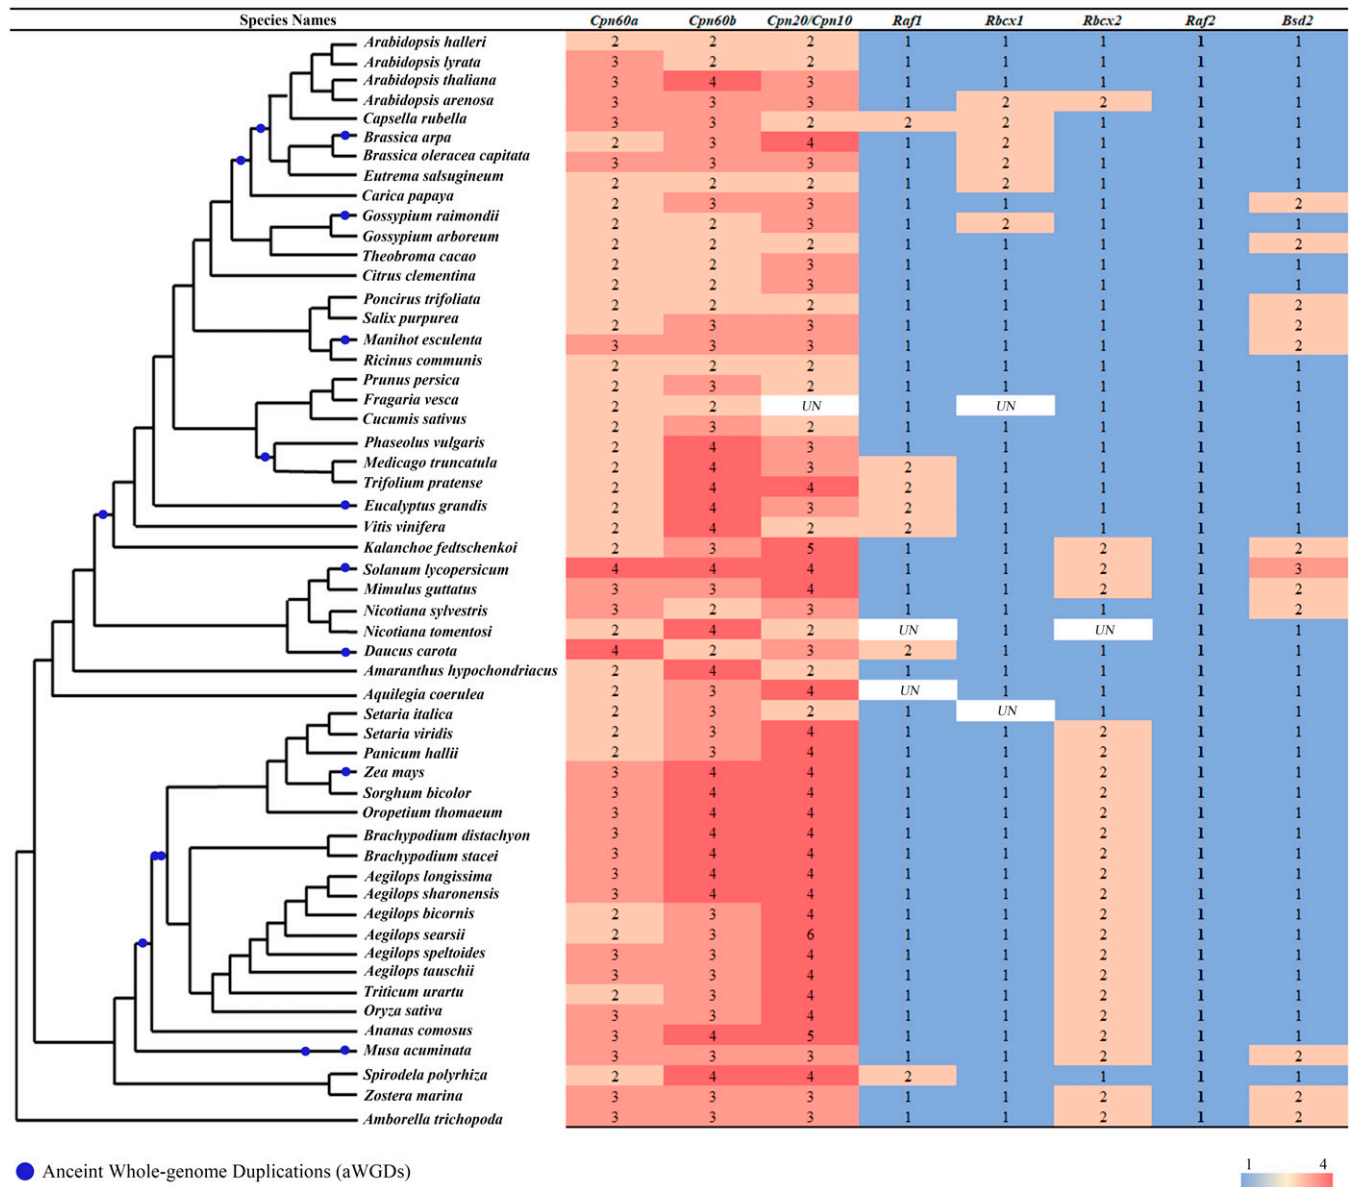 Species Names Cpn60a Cpn60b Cpn20/Cpn10 Raf1 Rbcx1 Rbcx2 Raf2 Bsd2
Arabidopsis halleri 2 2 2 1 1 1 1 1
Arabidopsis lyrata 3 2 2 1 1 1 1 1
Arabidopsis thaliana 3 4 3 1 1 1 1 1
Arabidopsis arenosa 3 3 3 1 2 2 1 1
Capsella rubella 3 3 2 2 2 1 1 1
Brassica arpa 2 3 4 1 2 1 1 1
Brassica oleracea capitata 3 3 3 1 2 1 1 1
Eutrema salsugineum 2 2 2 1 2 1 1 1
Carica papaya 2 3 3 1 1 1 1 2
Gossypium raimondii 2 2 3 1 2 1 1 1
Gossypium arboreum 2 2 2 1 1 1 1 2
Theobroma cacao 2 2 3 1 1 1 1 1
Citrus clementina 2 2 3 1 1 1 1 1
Poncirus trifoliata 2 2 2 1 1 1 1 2
Salix purpurea 2 3 3 1 1 1 1 2
Manihot esculenta 3 3 3 1 1 1 1 2
Ricinus communis 2 2 2 1 1 1 1 1
Prunus persica 2 3 2 1 1 1 1 1
Fragaria vesca 2 2 UN 1 UN 1 1 1
Cucumis sativus 2 3 2 1 1 1 1 1
Phaseolus vulgaris 2 4 3 1 1 1 1 1
Medicago truncatula 2 4 3 2 1 1 1 1
Trifolium pratense 2 4 4 2 1 1 1 1
Eucalyptus grandis 2 4 3 2 1 1 1 1
Vitis vinifera 2 4 2 2 1 1 1 1
Kalanchoe fedtschenkoi 2 3 5 1 1 2 1 2
Solanum lycopersicum 4 4 4 1 1 2 1 3
Mimulus guttatus 3 3 4 1 1 2 1 2
Nicotiana sylvestris 3 2 3 1 1 1 1 2
Nicotiana tomentosi 2 4 2 UN 1 UN 1 1
Daucus carota 4 2 3 2 1 1 1 1
Amaranthus hypochondriacus 2 4 2 1 1 1 1 1
Aquilegia coerulea 2 3 4 UN 1 1 1 1
Setaria italica 2 3 2 1 UN 1 1 1
Setaria viridis 2 3 4 1 1 2 1 1
Panicum hallii 2 3 4 1 1 2 1 1
Zea mays 3 4 4 1 1 2 1 1
Sorghum bicolor 3 4 4 1 1 2 1 1
Oropetium thomaeum 3 4 4 1 1 2 1 1
Brachypodium distachyon 3 4 4 1 1 2 1 1
Brachypodium stacei 3 4 4 1 1 2 1 1
Aegilops longissima 3 4 4 1 1 2 1 1
Aegilops sharonensis 3 4 4 1 1 2 1 1
Aegilops bicornis 2 3 4 1 1 2 1 1
Aegilops searsii 2 3 6 1 1 2 1 1
Aegilops speltoides 3 3 4 1 1 2 1 1
Aegilops tauschii 3 3 4 1 1 2 1 1
Triticum urartu 2 3 4 1 1 2 1 1
Oryza sativa 3 3 4 1 1 2 1 1
Ananas comosus 3 4 5 1 1 2 1 1
Musa acuminata 3 3 3 1 1 2 1 2
Spirodela polyrhiza 2 4 4 2 1 1 1 1
Zostera marina 3 3 3 1 1 2 1 2
Amborella trichopoda 3 3 3 1 1 2 1 2
Anceint Whole-genome Duplications (aWGDs)
1 4